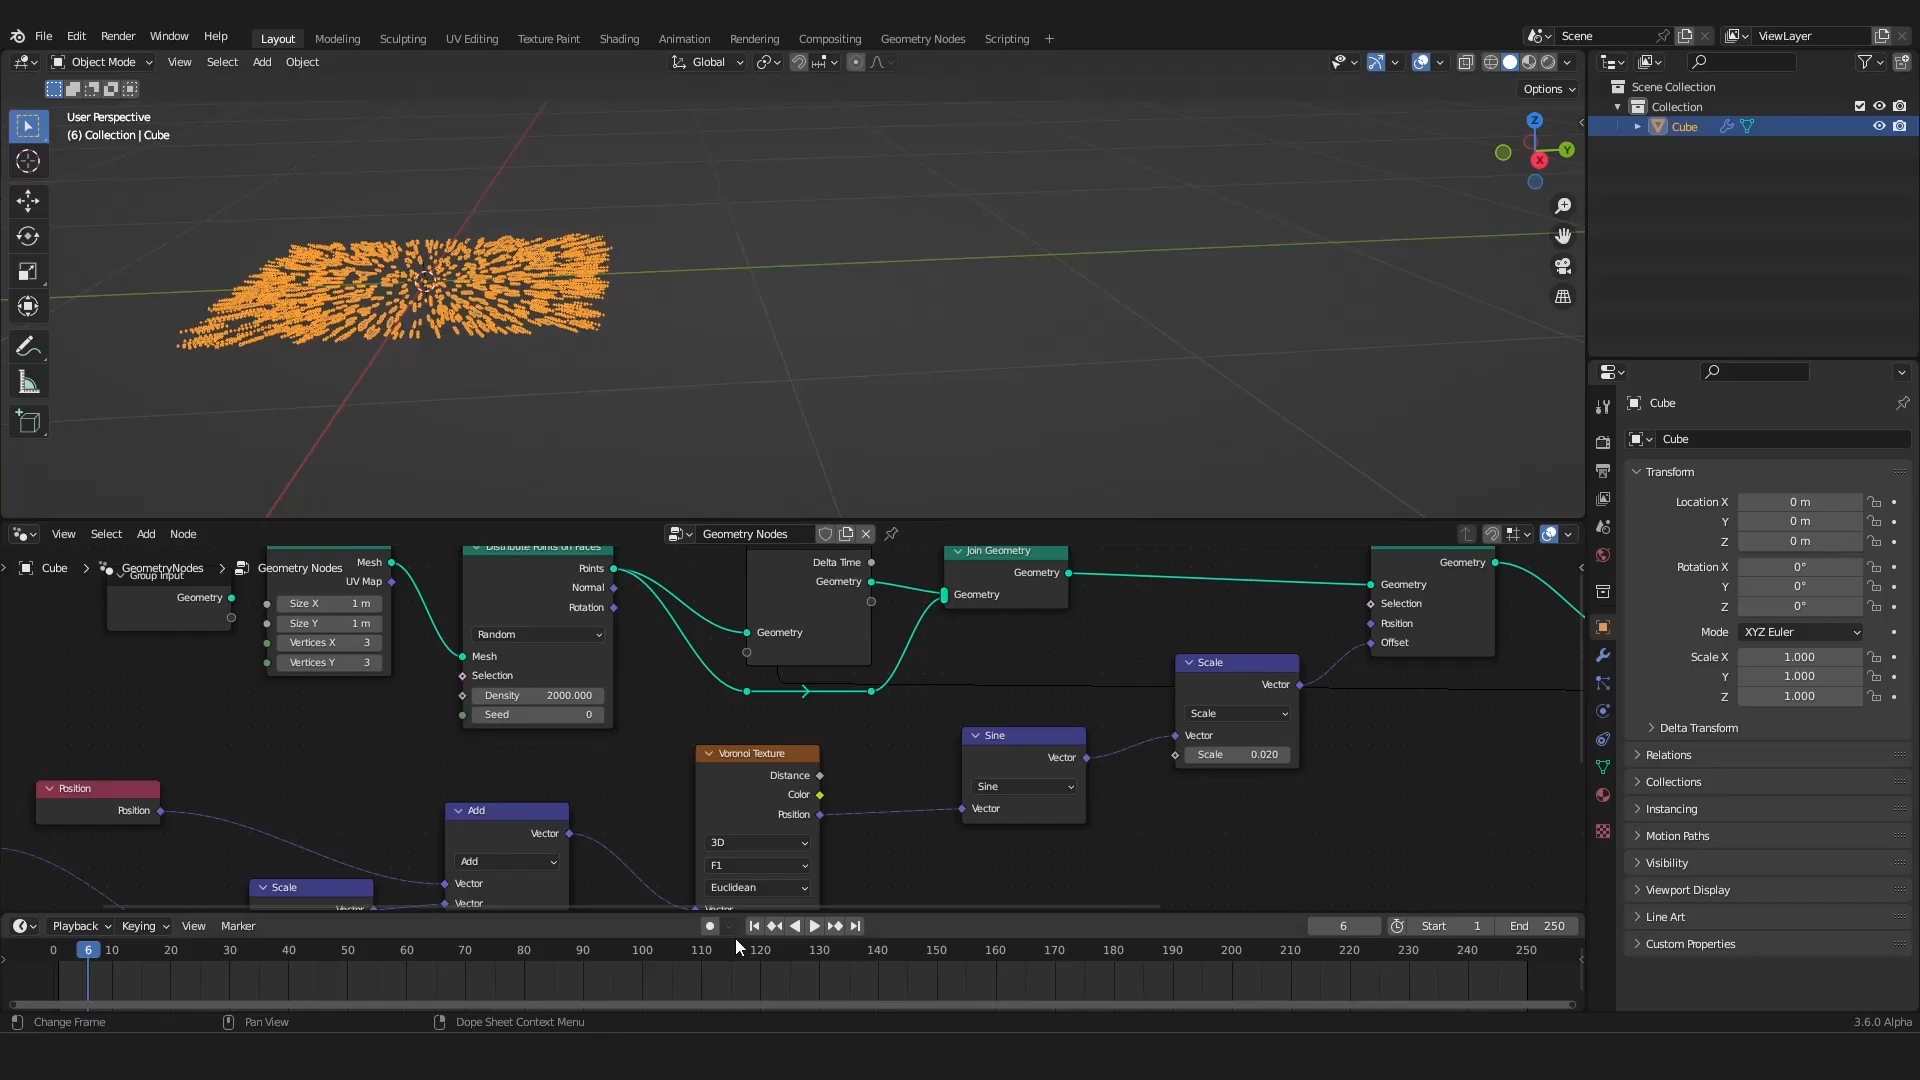 File Edit Render Window Help Layout Modeling Sculpting UV Editing Texture Paint Shading Animation Rendering Compositing Geometry Nodes Scripting + Scene ViewLayer
Object Mode View Select Add Object Global
Options
User Perspective
(6) Collection | Cube
Z
Y
X
Scene Collection
Collection
Cube
Cube
Cube
Transform
Location X 0 m
Y 0 m
Z 0 m
Rotation X 0°
Y 0°
Z 0°
Mode XYZ Euler
Scale X 1.000
Y 1.000
Z 1.000
Delta Transform
Relations
Collections
Instancing
Motion Paths
Visibility
Viewport Display
Line Art
Custom Properties
View Select Add Node Geometry Nodes
Cube GeometryNodes Geometry Nodes
Group Input
Geometry
Mesh
UV Map
Size X 1 m
Size Y 1 m
Vertices X 3
Vertices Y 3
Distribute Points on Faces
Points
Normal
Rotation
Random
Mesh
Selection
Density 2000.000
Seed 0
Delta Time
Geometry
Geometry
Join Geometry
Geometry
Geometry
Geometry
Geometry
Selection
Position
Offset
Scale
Vector
Scale
Vector
Scale 0.020
Sine
Vector
Sine
Vector
Voronoi Texture
Distance
Color
Position
3D
F1
Euclidean
Vector
Position
Position
Add
Vector
Add
Vector
Vector
Scale
Vector
Playback Keying View Marker 6 Start 1 End 250
0 6 10 20 30 40 50 60 70 80 90 100 110 120 130 140 150 160 170 180 190 200 210 220 230 240 250
Change Frame Pan View Dope Sheet Context Menu 3.6.0 Alpha